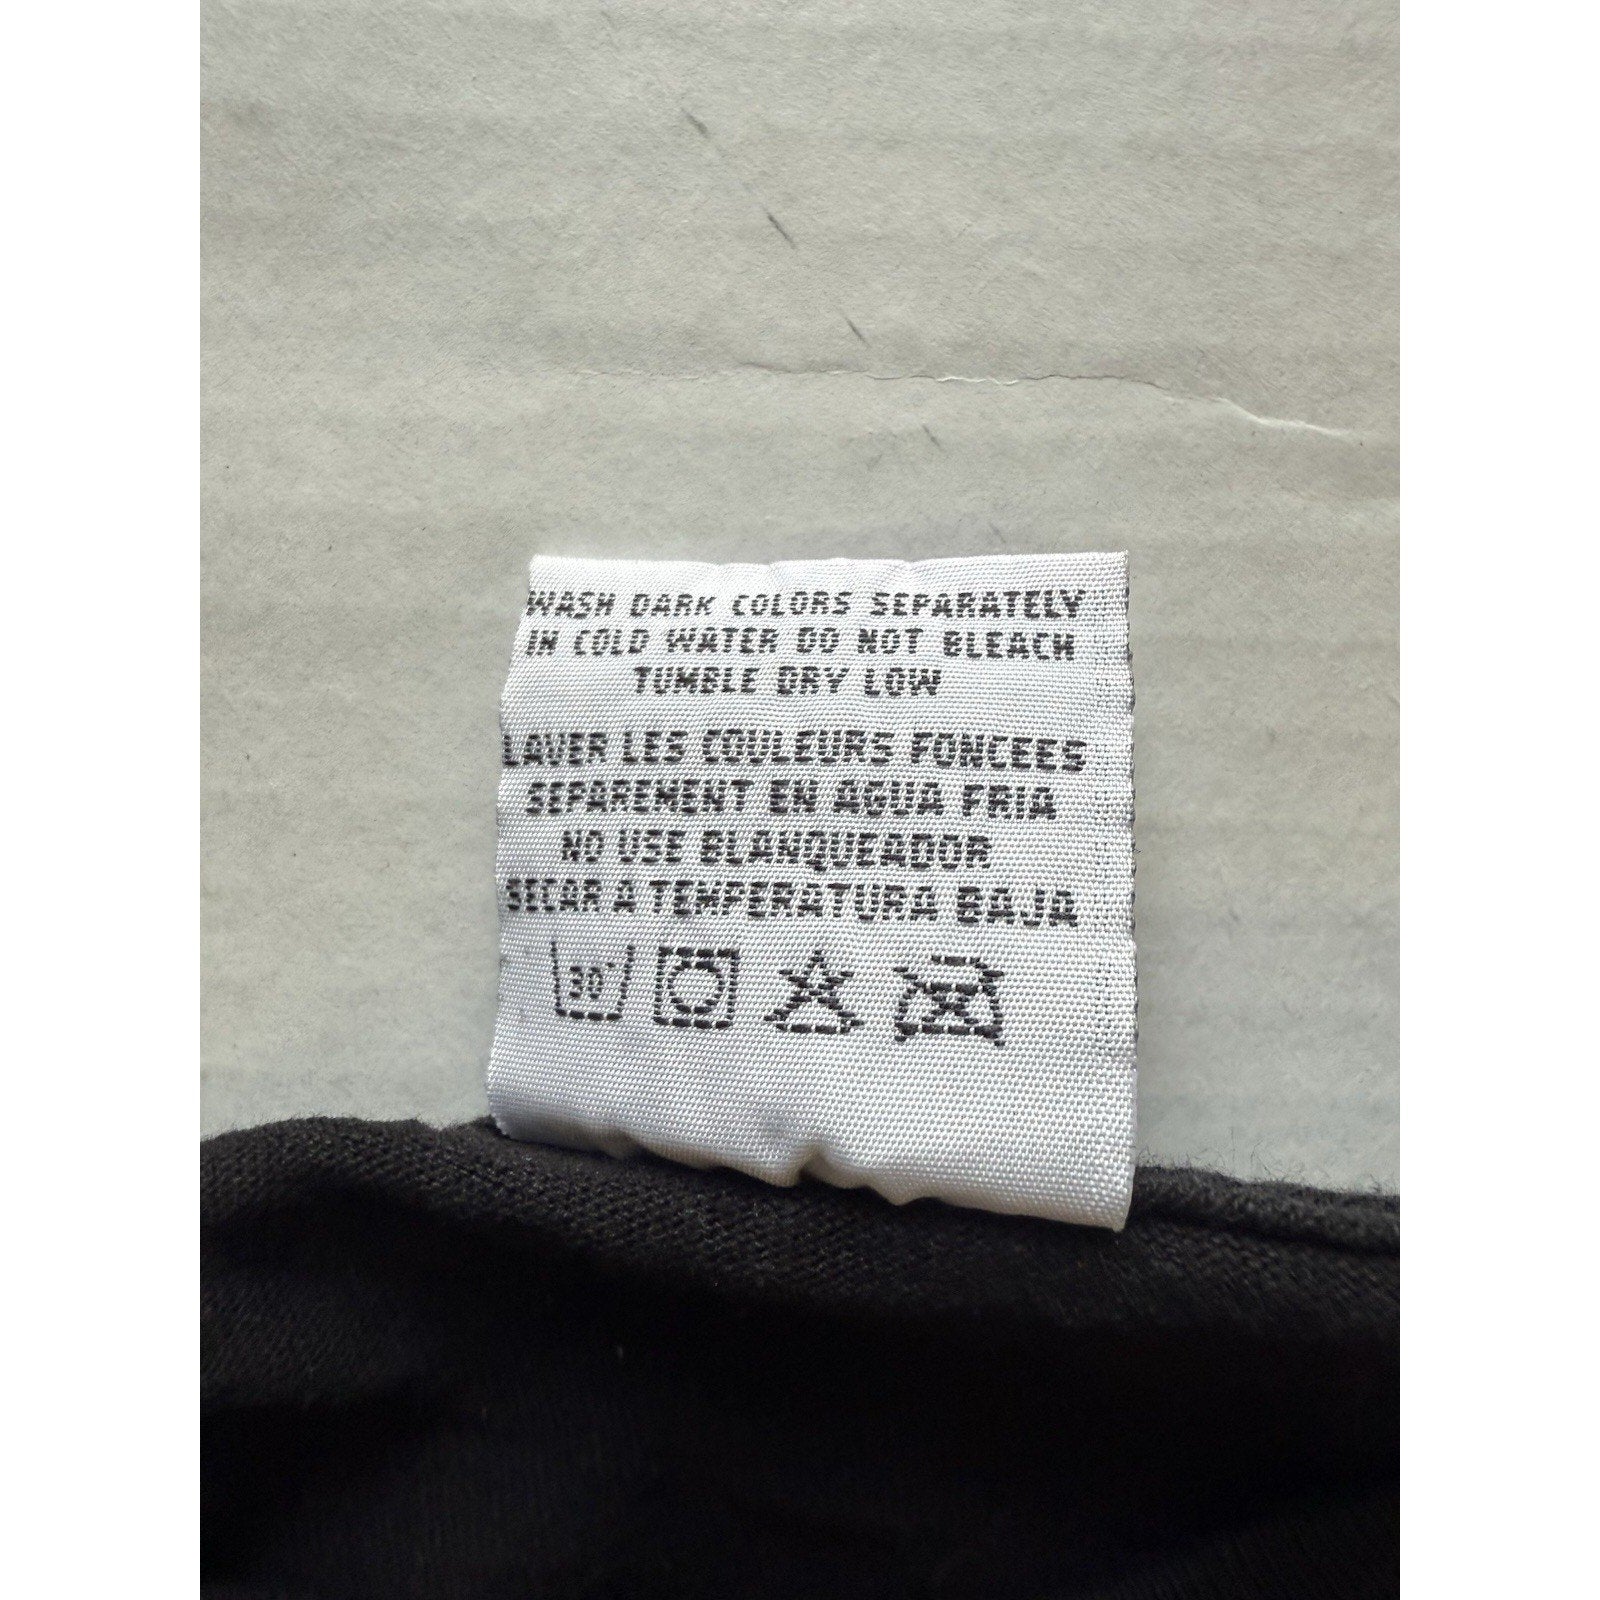 WASH DARK COLORS SEPARATELY
IN COLD WATER DO NOT BLEACH
TUMBLE DRY LOW
LAVER LES COULEURS FONCEES
SEPAREMENT EN AGUA FRIA
NO USE BLANQUEADOR
SECAR A TEMPERATURA BAJA
30°